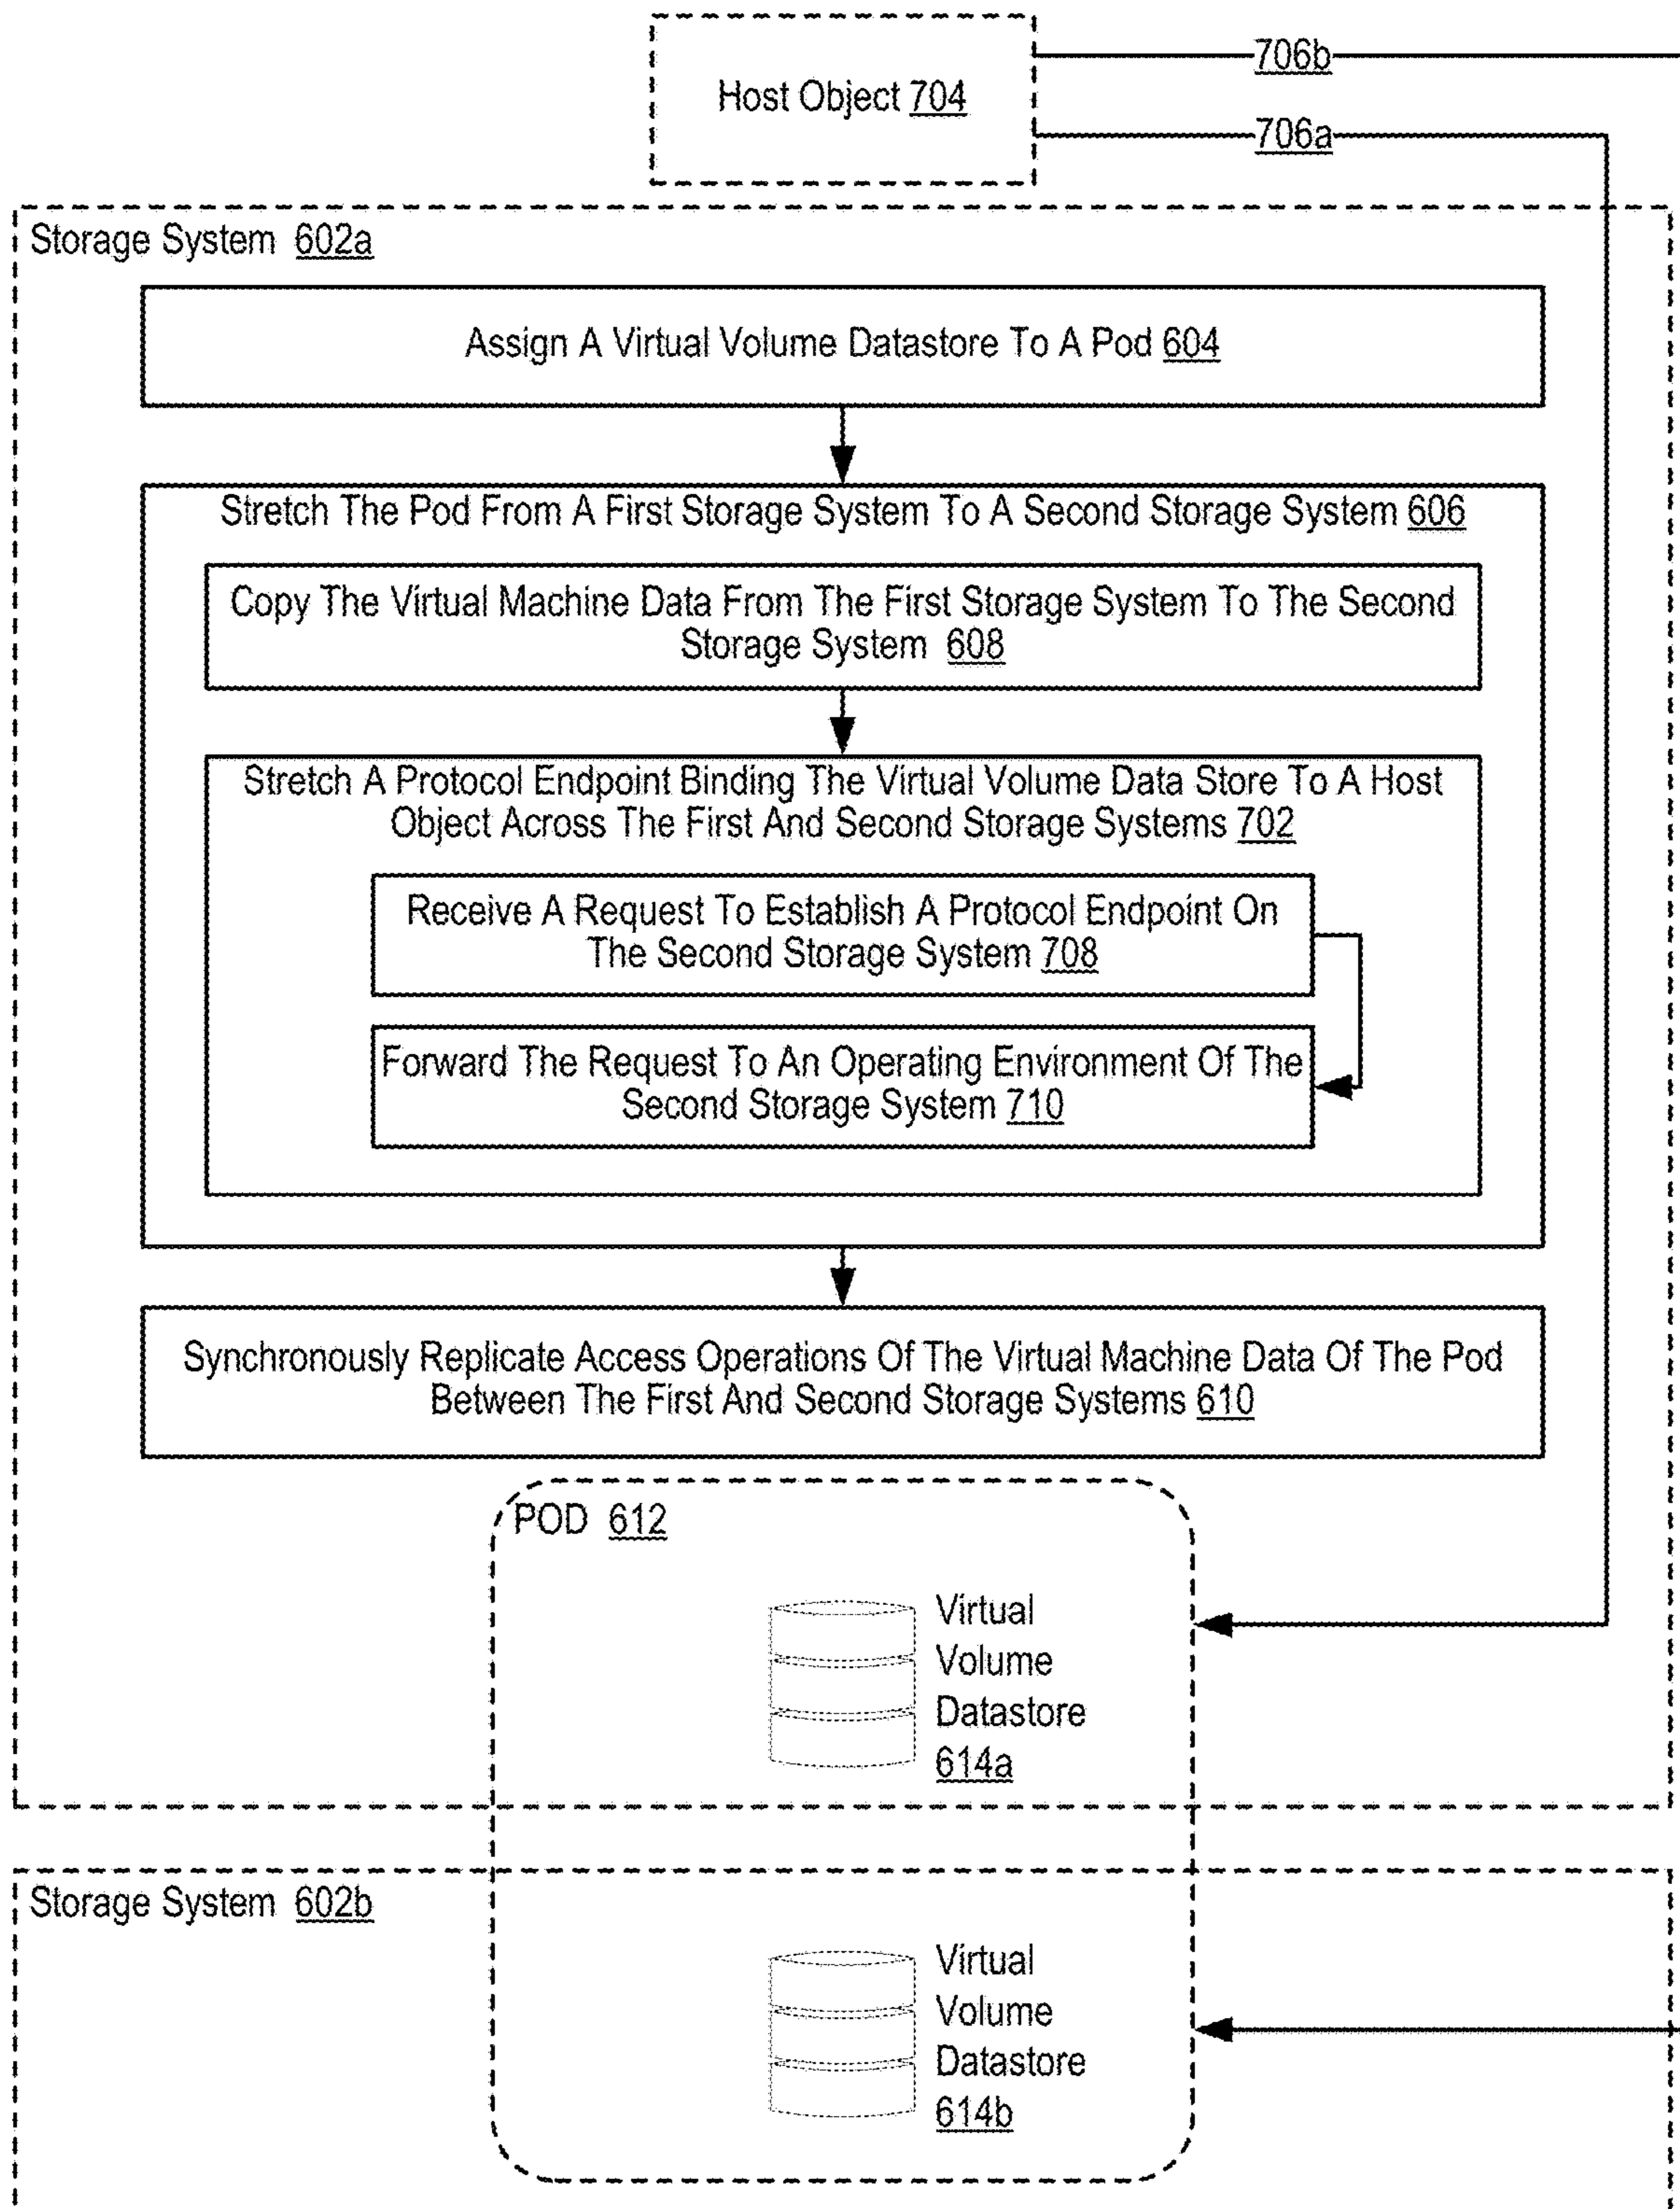 706b
Host Object 704
706a
Storage System 602a
Assign A Virtual Volume Datastore To A Pod 604
Stretch The Pod From A First Storage System To A Second Storage System 606
Copy The Virtual Machine Data From The First Storage System To The Second
Storage System 608
Stretch A Protocol Endpoint Binding The Virtual Volume Data Store To A Host
Object Across The First And Second Storage Systems 702
Receive A Request To Establish A Protocol Endpoint On
The Second Storage System 708
Forward The Request To An Operating Environment Of The
Second Storage System 710
Synchronously Replicate Access Operations Of The Virtual Machine Data Of The Pod
Between The First And Second Storage Systems 610
POD 612
Virtual
Volume
Datastore
614a
Storage System 602b
Virtual
Volume
Datastore
614b